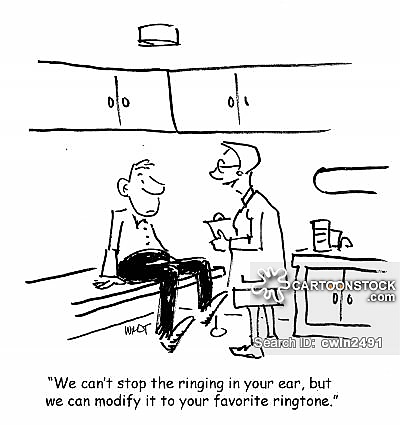 WALT
CARTOONSTOCK
.com
Search ID: cwln2491
“We can't stop the ringing in your ear, but
we can modify it to your favorite ringtone.”